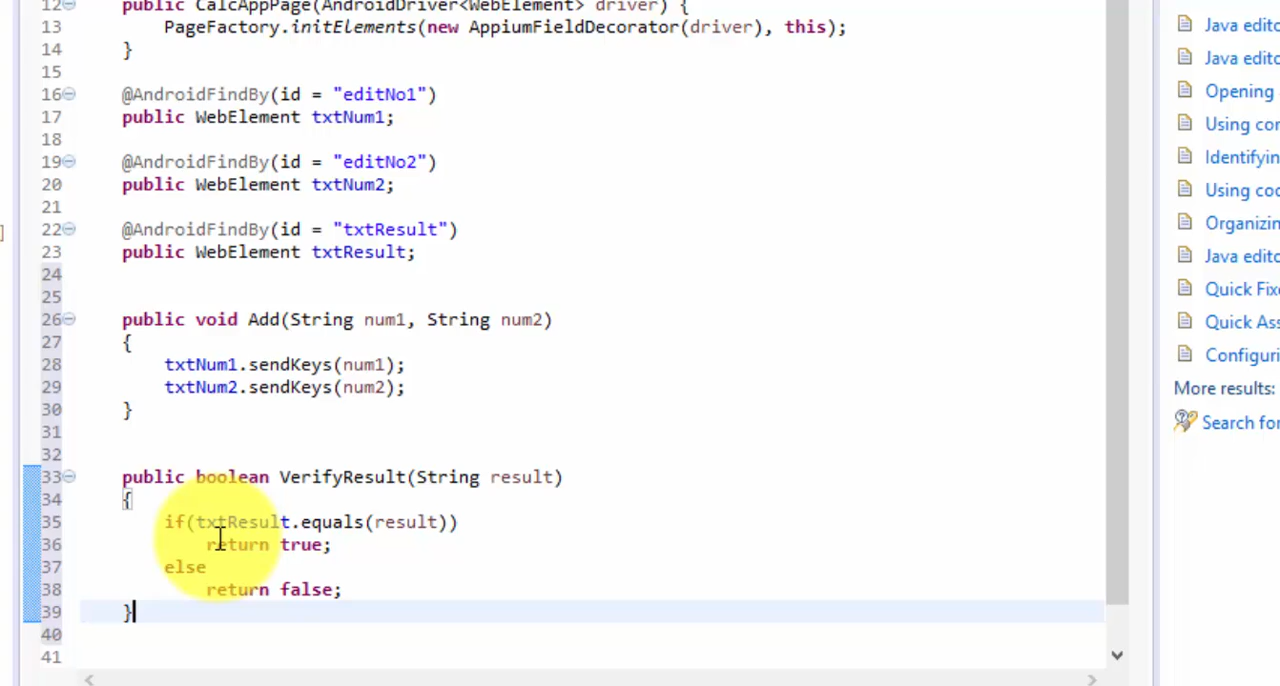 12 public CalcAppPage(AndroidDriver<WebElement> driver) {
13 PageFactory.initElements(new AppiumFieldDecorator(driver), this);
14 }
15
16 @AndroidFindBy(id = "editNo1")
17 public WebElement txtNum1;
18
19 @AndroidFindBy(id = "editNo2")
20 public WebElement txtNum2;
21
22 @AndroidFindBy(id = "txtResult")
23 public WebElement txtResult;
24
25
26 public void Add(String num1, String num2)
27 {
28 txtNum1.sendKeys(num1);
29 txtNum2.sendKeys(num2);
30 }
31
32
33 public boolean VerifyResult(String result)
34 {
35 if(txtResult.equals(result))
36 return true;
37 else
38 return false;
39 }
40
41
Java edito
Java edito
Opening
Using cor
Identifyin
Using coo
Organizin
Java edito
Quick Fixe
Quick Ass
Configuri
More results:
Search for